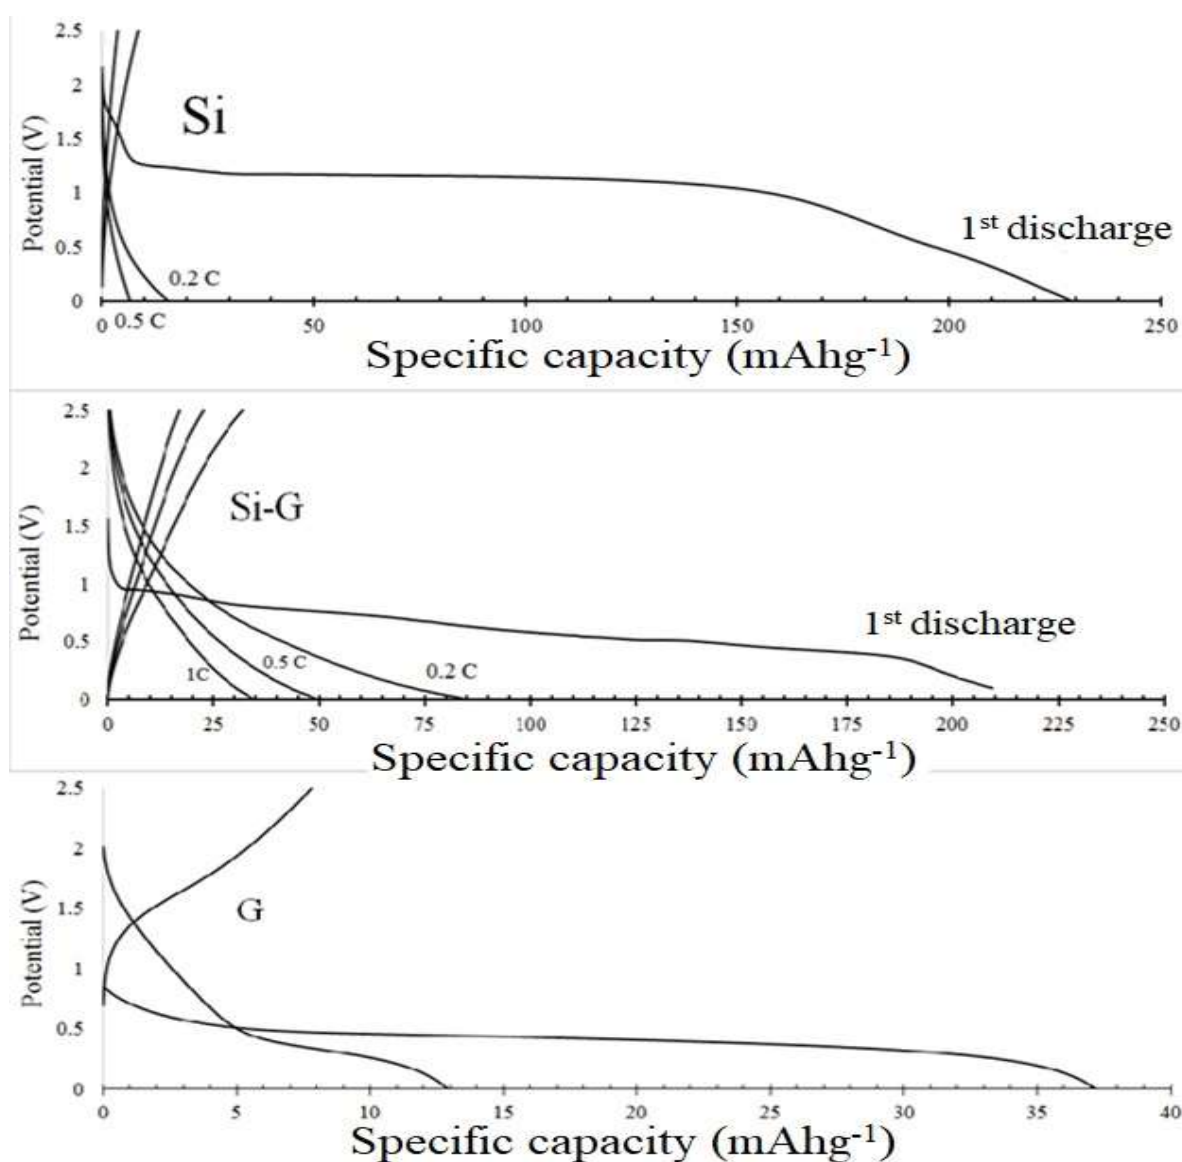 2.5
2
1.5
1
0.5
0
Potential (V)
Si
1st discharge
0.2 C
0.5 C
0 50 100 150 200 250
Specific capacity (mAhg-1)
2.5
2
1.5
1
0.5
0
Potential (V)
Si-G
1st discharge
1C
0.5 C
0.2 C
0 25 50 75 100 125 150 175 200 225 250
Specific capacity (mAhg-1)
2.5
2
1.5
1
0.5
0
Potential (V)
G
0 5 10 15 20 25 30 35 40
Specific capacity (mAhg-1)